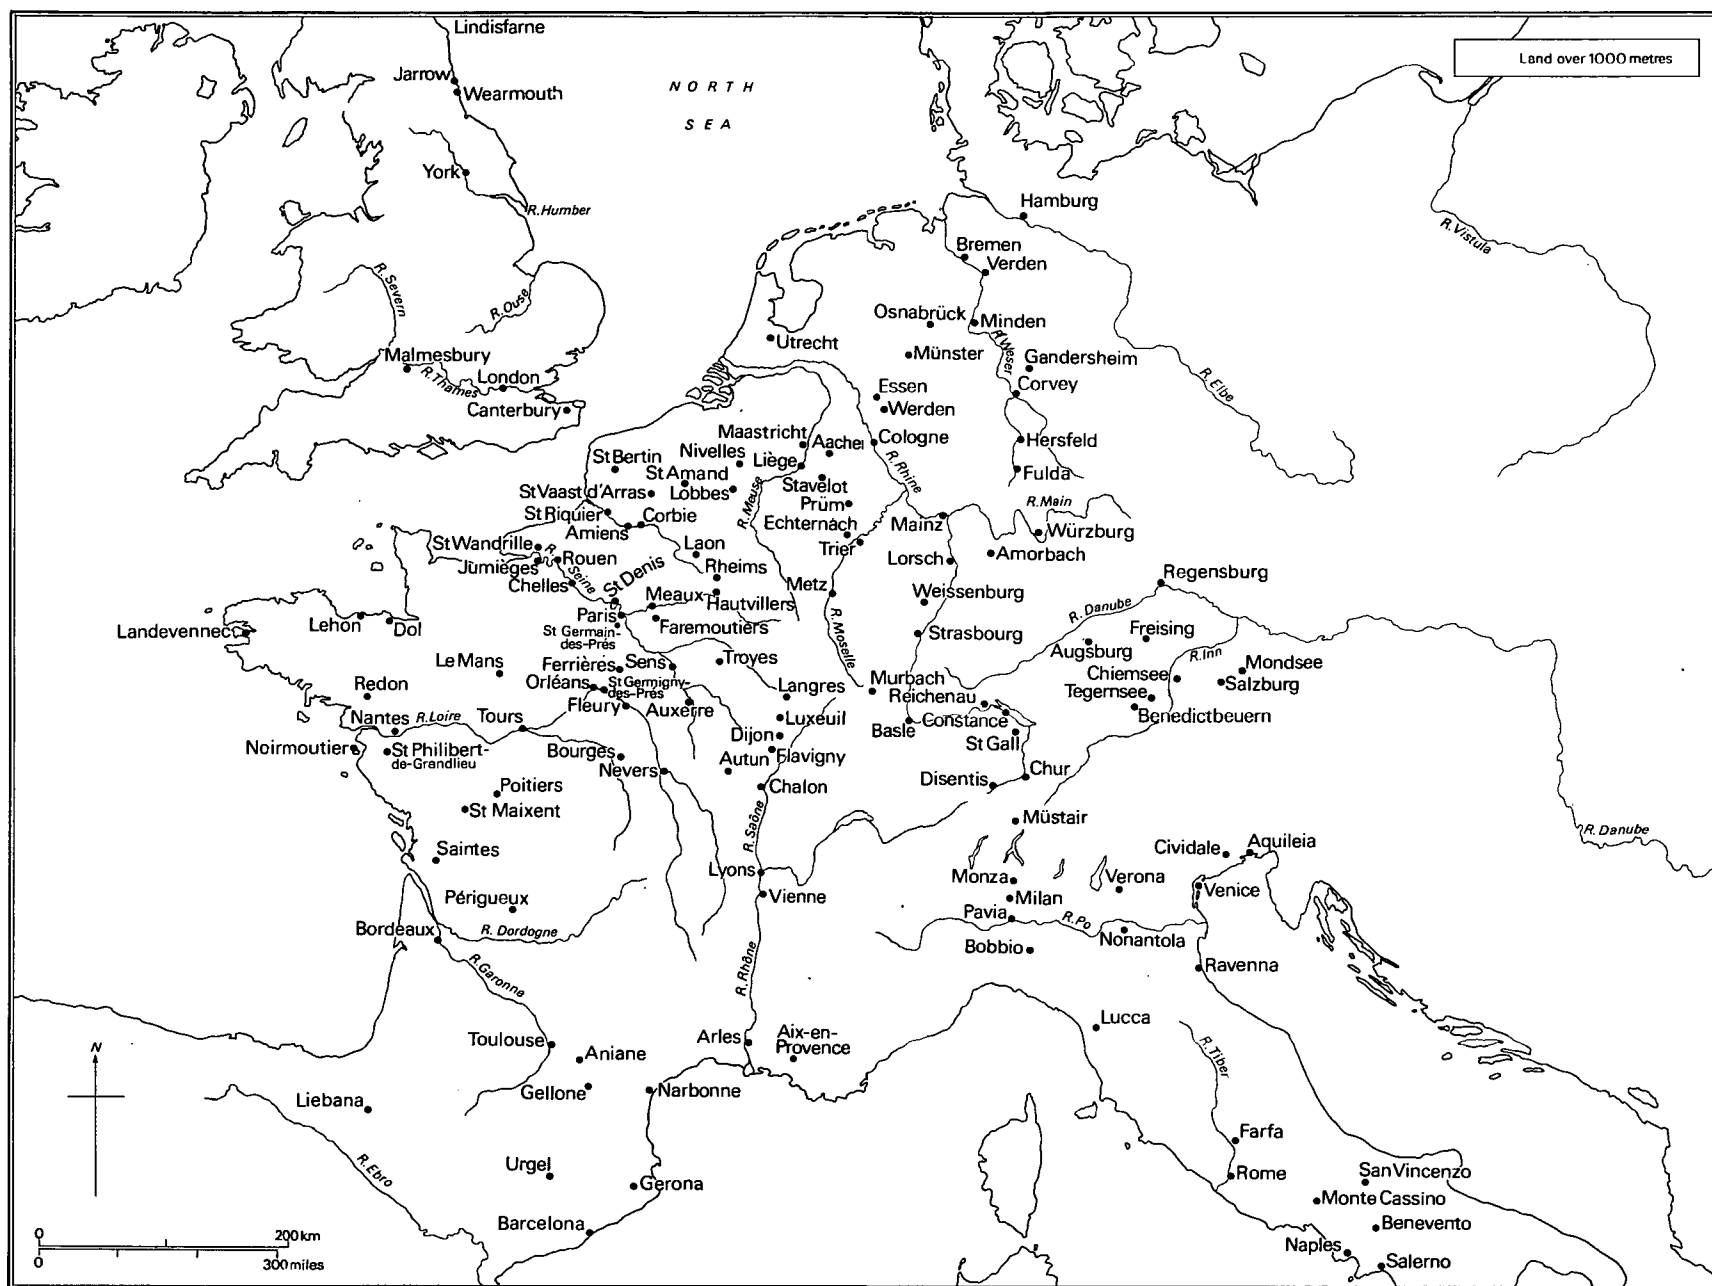 Lindisfarne
Land over 1000 metres
Jarrow
Wearmouth
NORTH
SEA
York
R.Humber
Hamburg
R.Vistula
Bremen
Verden
R.Severn
R.Ouse
Osnabrück
Minden
Utrecht
Münster
R.Weser
Gandersheim
Malmesbury
R.Thames
London
Canterbury
Essen
Werden
Corvey
R.Elbe
Maastricht
Aachen
Cologne
Hersfeld
St Bertin
Nivelles
Liège
R.Rhine
Fulda
St Amand
Lobbes
Stavelot
St Vaast d'Arras
R.Meuse
Prüm
R.Main
St Riquier
Corbie
Amiens
Echternach
Trier
Mainz
Würzburg
St Wandrille
Rouen
Laon
Lorsch
Amorbach
Jumièges
R.Seine
Chelles
St Denis
Rheims
Metz
Weissenburg
Regensburg
Meaux
Hautvillers
R.Danube
Paris
Landevennec
Lehon
Dol
St Germain-
des-Prés
Faremoutiers
R.Moselle
Strasbourg
Augsburg
Freising
R.Inn
Le Mans
Ferrières
Sens
Troyes
Mondsee
Chiemsee
Salzburg
Redon
Orléans
St Germigny-
des-Prés
Langres
Murbach
Reichenau
Tegernsee
Nantes
R.Loire
Tours
Fleury
Auxerre
Luxeuil
Basle
Constance
Benedictbeuern
Noirmoutier
St Philibert-
de-Grandlieu
Bourges
Dijon
Flavigny
St Gall
Nevers
Autun
Poitiers
Chalon
Disentis
Chur
St Maixent
R.Saône
Müstair
R.Danube
Saintes
Cividale
Aquileia
Lyons
Monza
Verona
Venice
Périgueux
Vienne
Milan
Pavia
R.Po
Bordeaux
R.Dordogne
Bobbio
Nonantola
R.Garonne
R.Rhône
Ravenna
Lucca
N
Toulouse
Aniane
Arles
Aix-en-
Provence
R.Tiber
Liebana
Gellone
Narbonne
Farfa
R.Ebro
Urgel
Gerona
Rome
San Vincenzo
Monte Cassino
Barcelona
Benevento
0 200 km
0 300 miles
Naples
Salerno